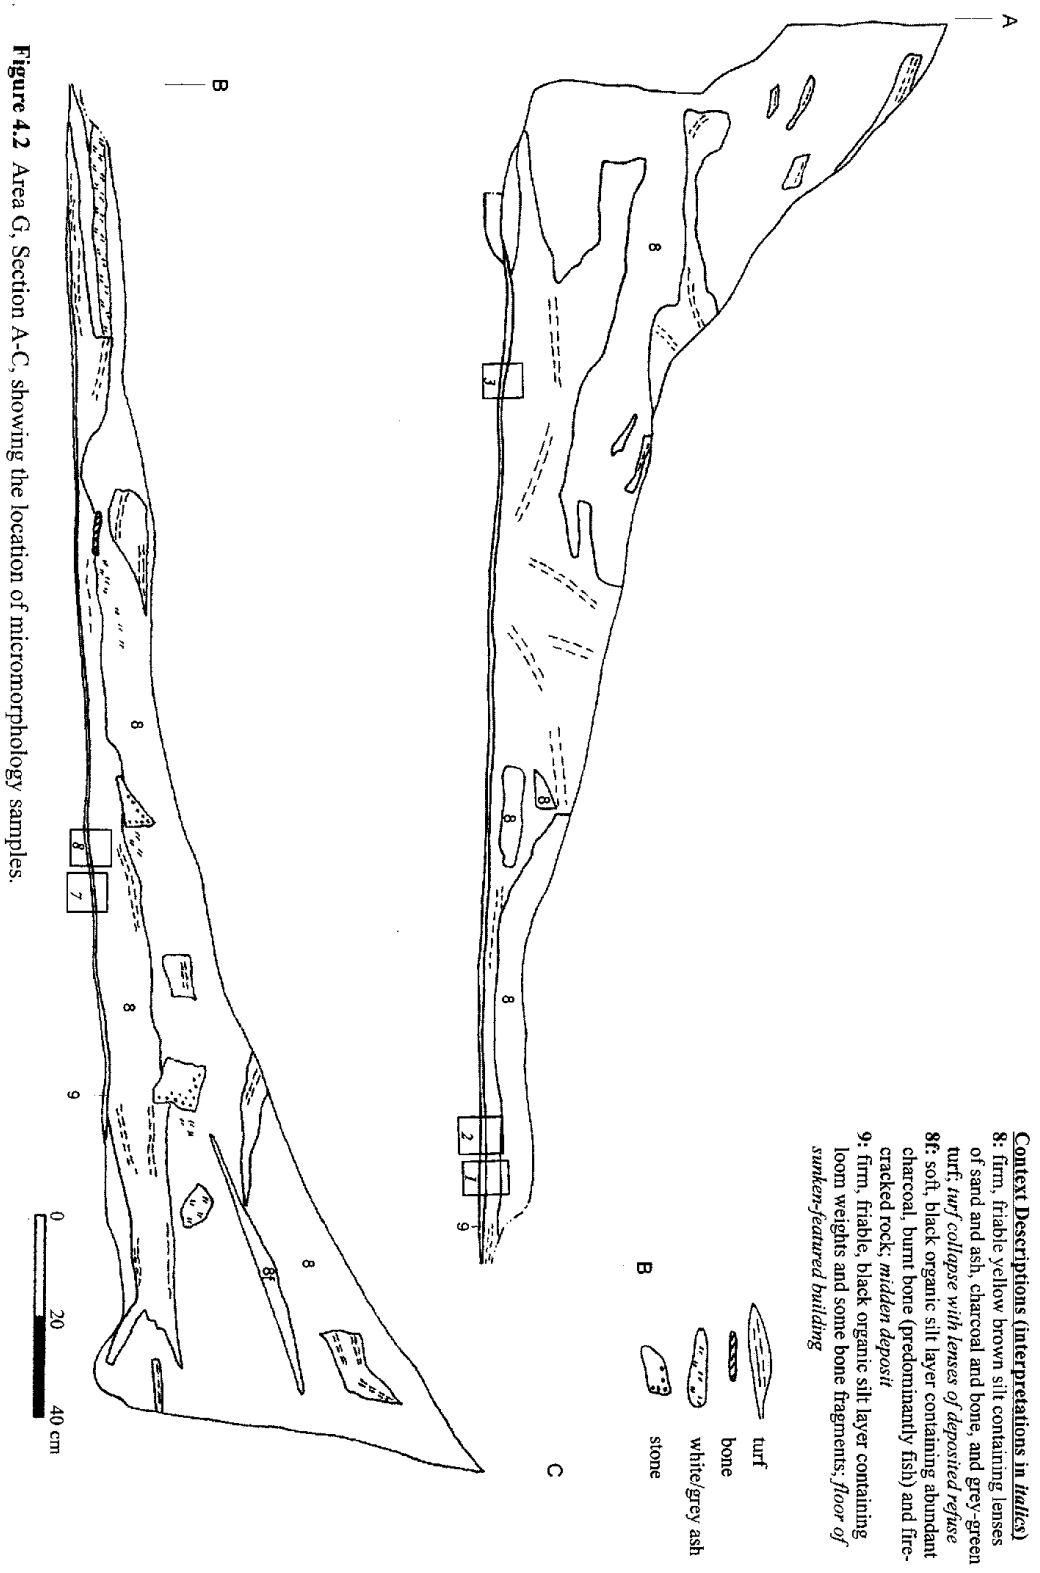 A
B
8
3
8
8
8
2
1
9
B
8
8
7
8
9
8f
8
C
Context Descriptions (interpretations in italics)
8: firm, friable yellow brown silt containing lenses
of sand and ash, charcoal and bone, and grey-green
turf; turf collapse with lenses of deposited refuse
8f: soft, black organic silt layer containing abundant
charcoal, burnt bone (predominantly fish) and fire-
cracked rock; midden deposit
9: firm, friable, black organic silt layer containing
loom weights and some bone fragments; floor of
sunken-featured building
turf
bone
white/grey ash
stone
0 20 40 cm
Figure 4.2 Area G, Section A-C, showing the location of micromorphology samples.